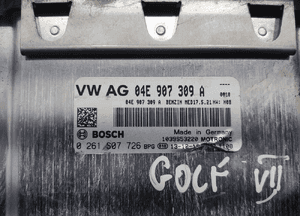 VW AG 04E 907 309 A
04E 907 309 A BENZIN MED17.5.21
BOSCH
Made in Germany
MOTRONIC
0 261 S07 726
GOLF VII